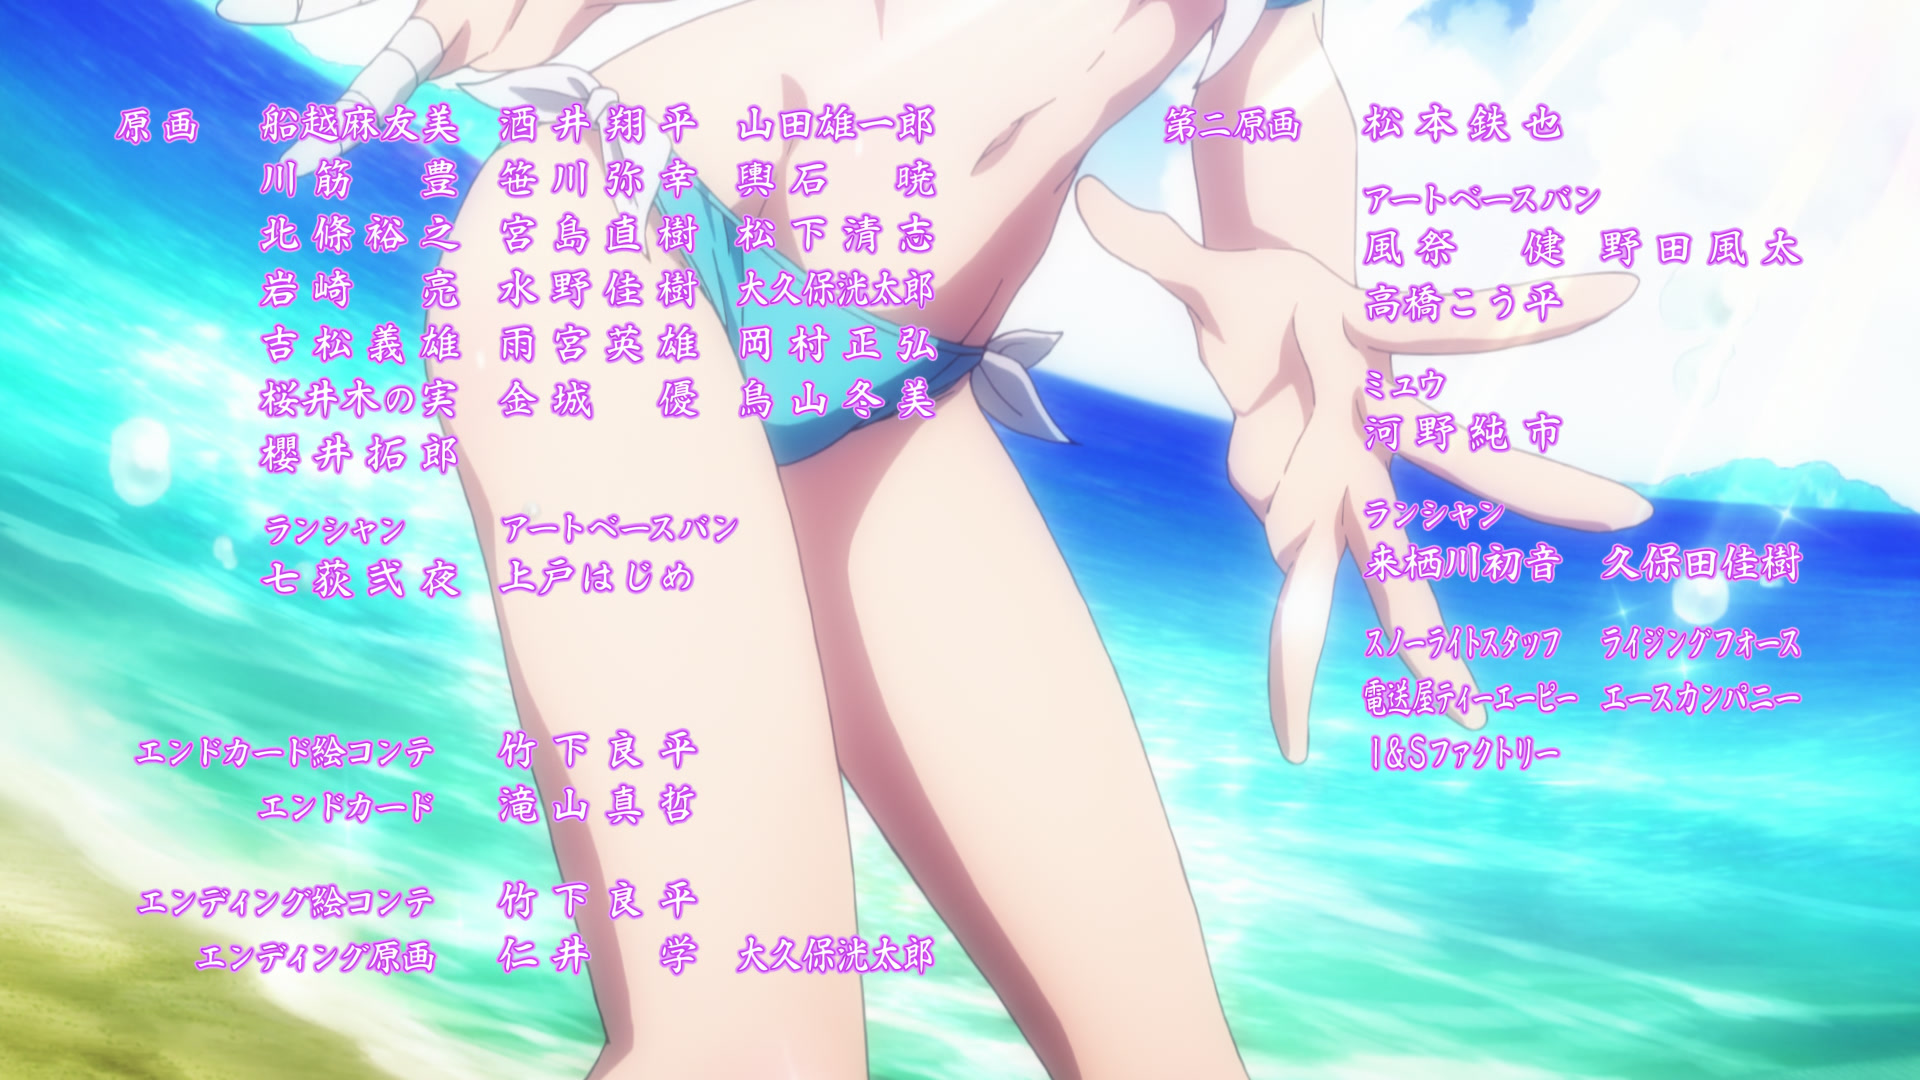 原画 船越麻友美 酒井翔平 山田雄一郎
川筋 豊 笹川弥幸 輿石 暁
北條裕之 宮島直樹 松下清志
岩崎 亮 水野佳樹 大久保洸太郎
吉松義雄 雨宮英雄 岡村正弘
桜井木の実 金城 優 鳥山冬美
櫻井拓郎
ランシャン アートベースバン
七荻弐夜 上戸はじめ
エンドカード絵コンテ 竹下良平
エンドカード 滝山真哲
エンディング絵コンテ 竹下良平
エンディング原画 仁井 学 大久保洸太郎
第二原画 松本鉄也
アートベースバン
風祭 健 野田風太
高橋こう平
ミユウ
河野純市
ランシャン
来栖川初音 久保田佳樹
スノーライトスタッフ ライジングフォース
電送屋ティーエーピー エースカンパニー
I&Sファクトリー